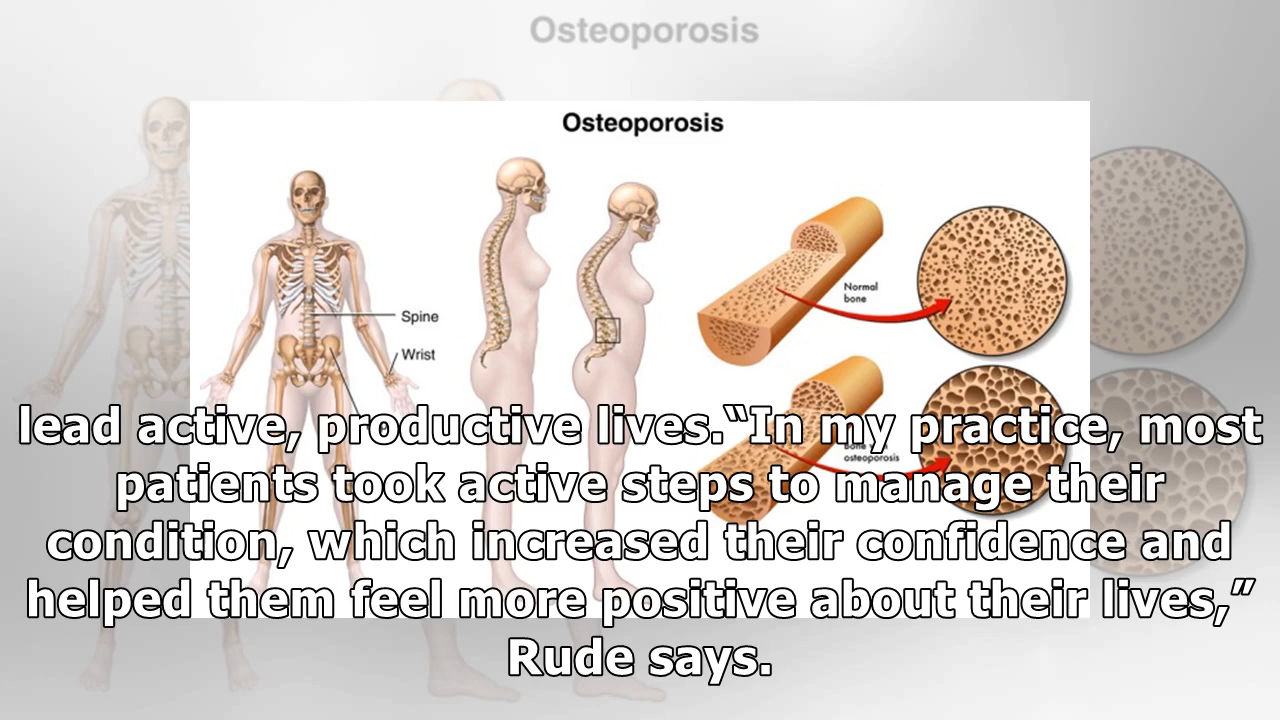 Osteoporosis
Osteoporosis
Spine
Wrist
Normal
bone
osteoporosis
lead active, productive lives.“In my practice, most
patients took active steps to manage their
condition, which increased their confidence and
helped them feel more positive about their lives,”
Rude says.